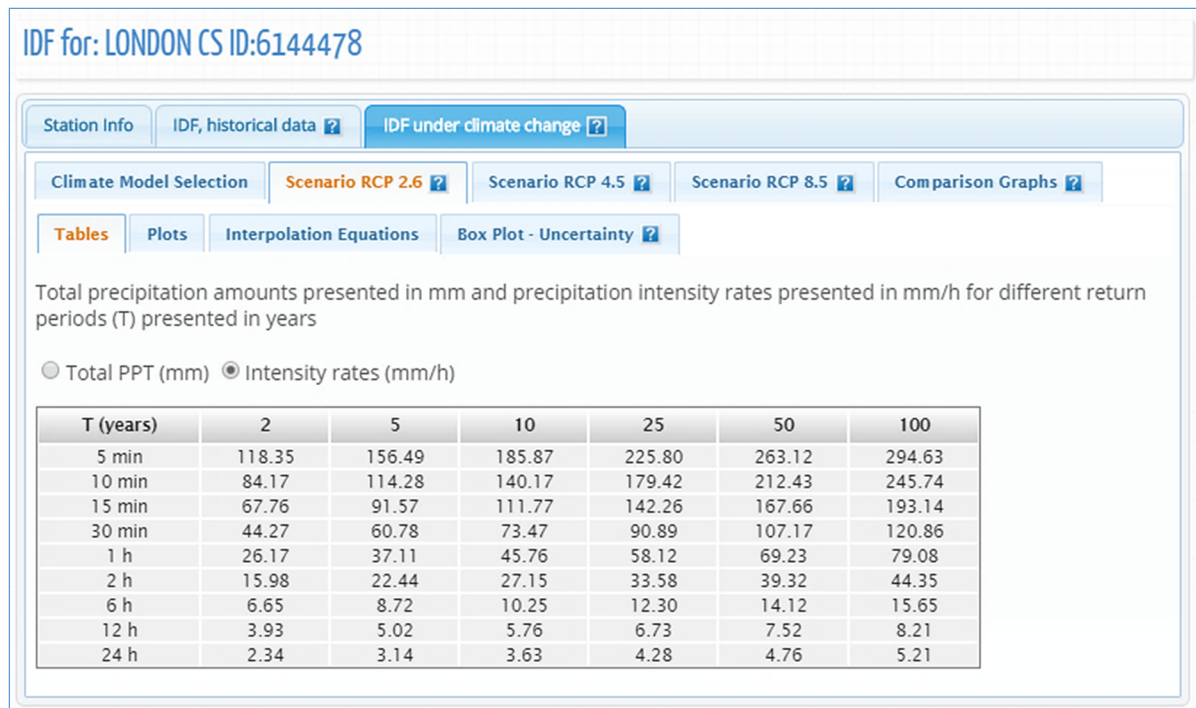 IDF for: LONDON CS ID:6144478
Station Info IDF, historical data ? IDF under climate change ?
Climate Model Selection Scenario RCP 2.6 ? Scenario RCP 4.5 ? Scenario RCP 8.5 ? Comparison Graphs ?
Tables Plots Interpolation Equations Box Plot - Uncertainty ?
Total precipitation amounts presented in mm and precipitation intensity rates presented in mm/h for different return
periods (T) presented in years
Total PPT (mm) Intensity rates (mm/h)
T (years) 2 5 10 25 50 100
5 min 118.35 156.49 185.87 225.80 263.12 294.63
10 min 84.17 114.28 140.17 179.42 212.43 245.74
15 min 67.76 91.57 111.77 142.26 167.66 193.14
30 min 44.27 60.78 73.47 90.89 107.17 120.86
1 h 26.17 37.11 45.76 58.12 69.23 79.08
2 h 15.98 22.44 27.15 33.58 39.32 44.35
6 h 6.65 8.72 10.25 12.30 14.12 15.65
12 h 3.93 5.02 5.76 6.73 7.52 8.21
24 h 2.34 3.14 3.63 4.28 4.76 5.21